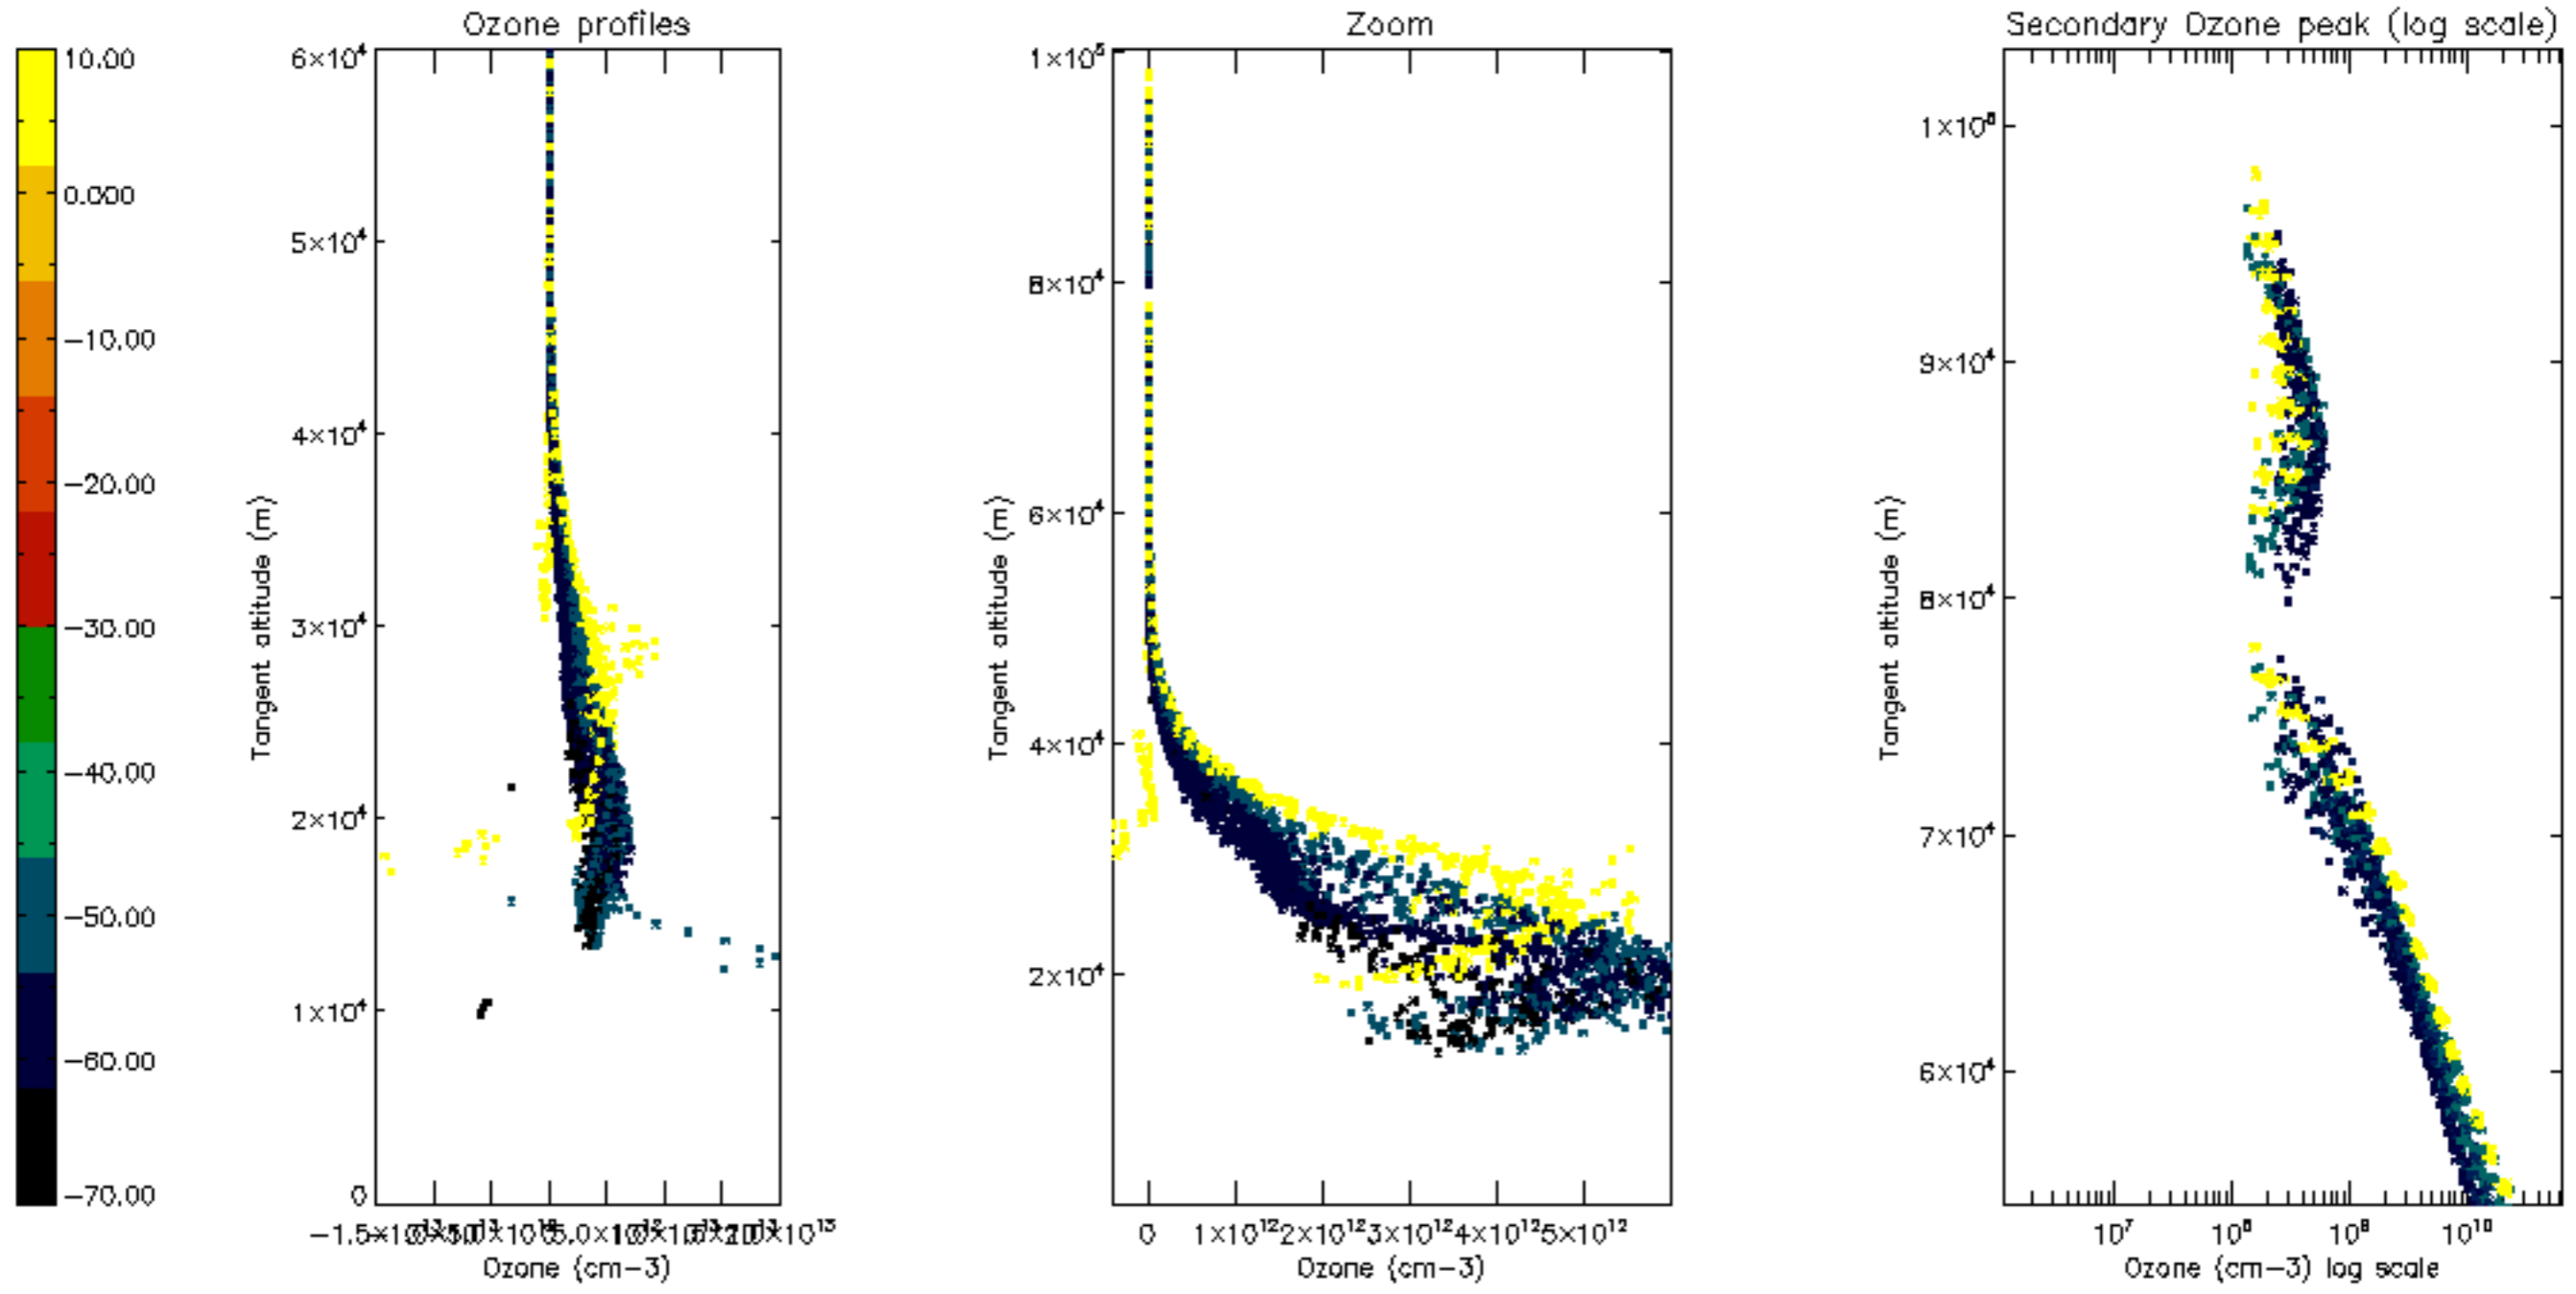 Ozone profiles
Zoom
Secondary Ozone peak (log scale)
10.00
0.00
−10.00
−20.00
−30.00
−40.00
−50.00
−60.00
−70.00
6×10⁴
5×10⁴
4×10⁴
3×10⁴
2×10⁴
1×10⁴
0
Tangent altitude (m)
Ozone (cm−3)
1×10⁵
8×10⁴
6×10⁴
4×10⁴
2×10⁴
Tangent altitude (m)
0 1×10¹² 2×10¹² 3×10¹² 4×10¹² 5×10¹²
Ozone (cm−3)
1×10⁵
9×10⁴
8×10⁴
7×10⁴
6×10⁴
Tangent altitude (m)
10⁷ 10⁸ 10⁹ 10¹⁰
Ozone (cm−3) log scale